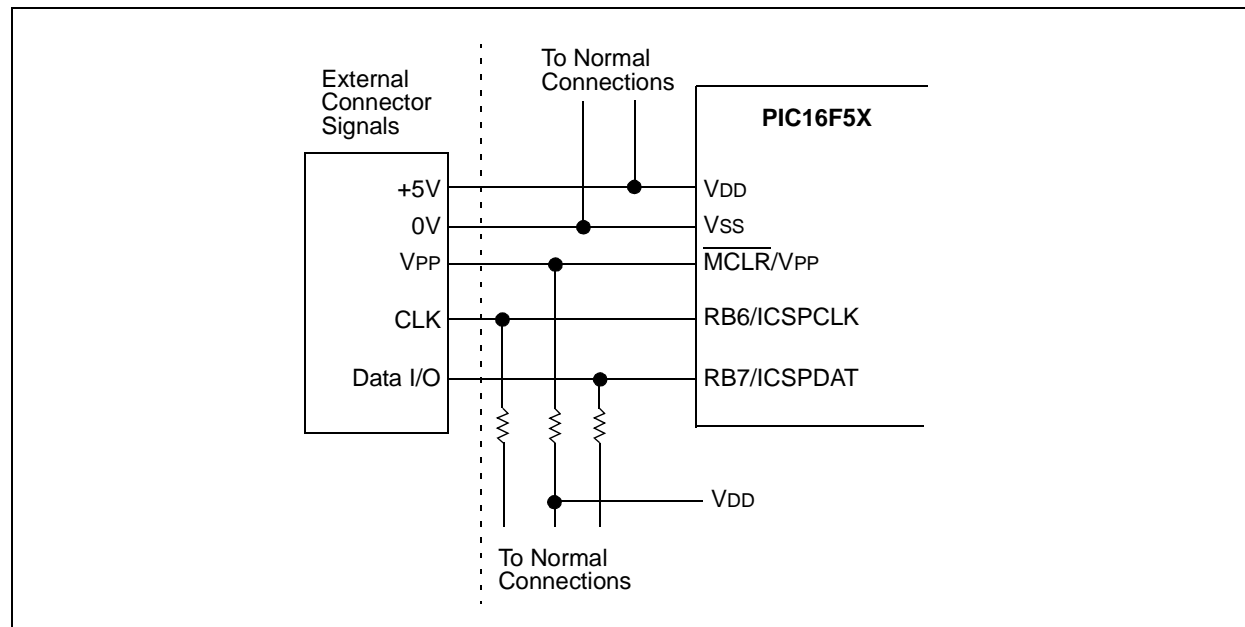 To Normal
Connections
External
Connector
Signals
PIC16F5X
+5V
VDD
0V
VSS
VPP
MCLR/VPP
CLK
RB6/ICSPCLK
Data I/O
RB7/ICSPDAT
VDD
To Normal
Connections